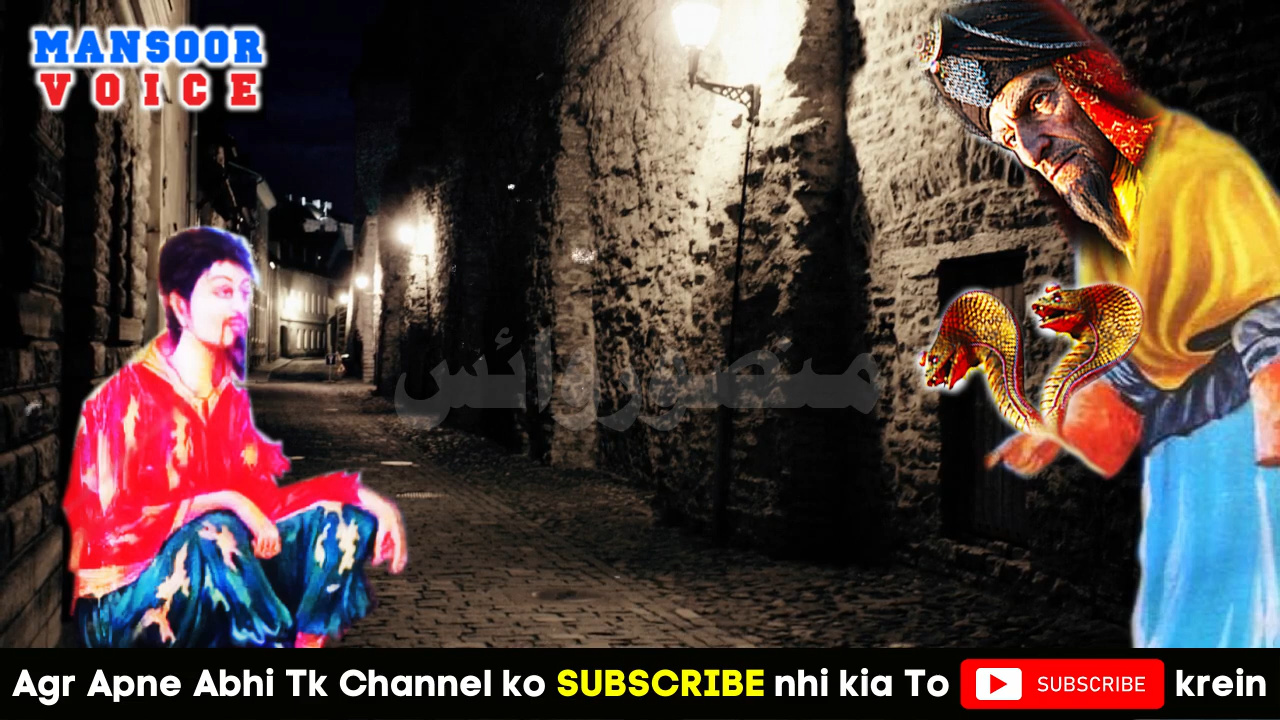 MANSOOR
VOICE
منصور وائس
Agr Apne Abhi Tk Channel ko SUBSCRIBE nhi kia To SUBSCRIBE krein